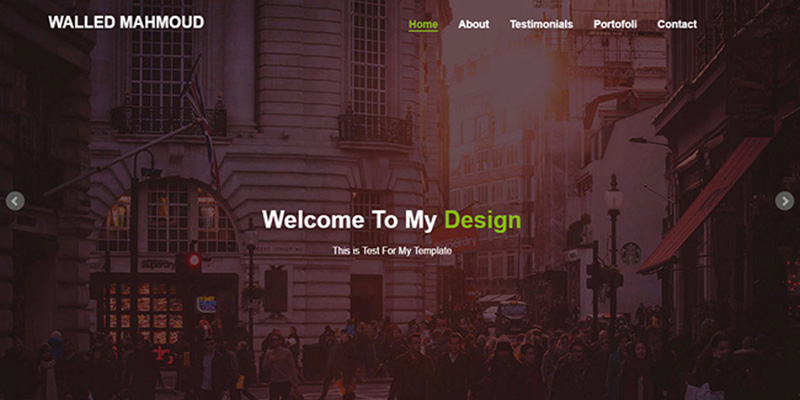 WALLED MAHMOUD
Home About Testimonials Portofoli Contact
Welcome To My Design
This is Test For My Template